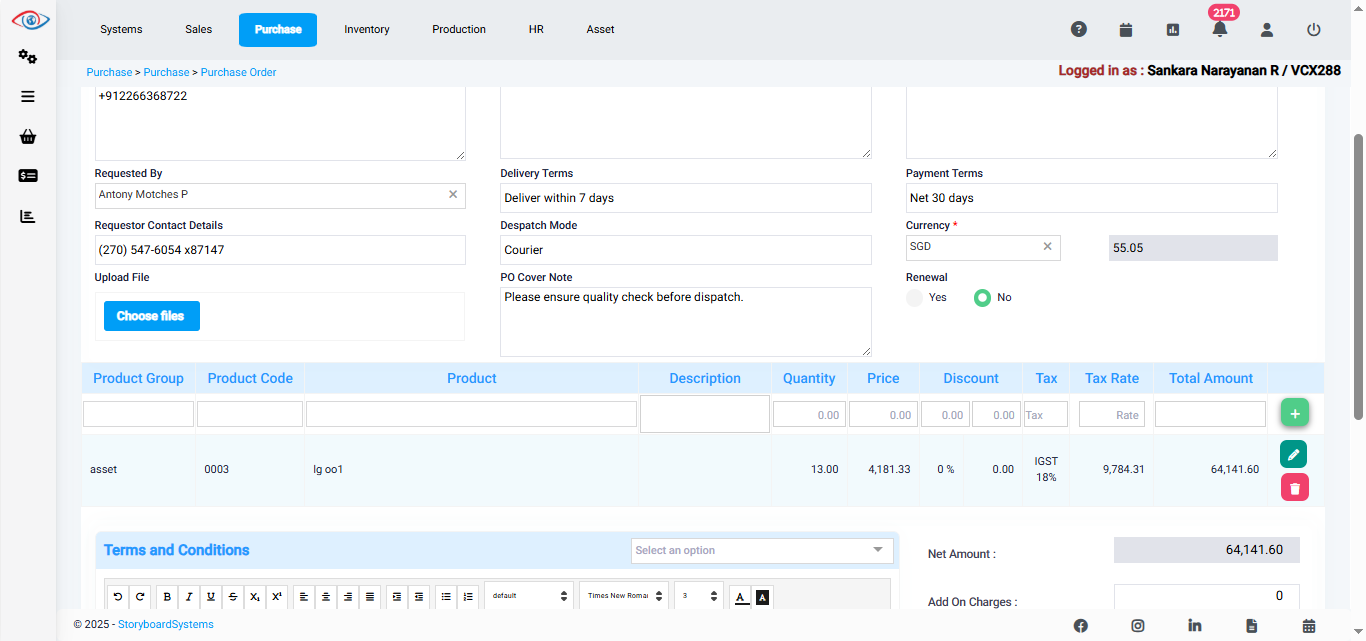 2171
Systems Sales Purchase Inventory Production HR Asset
Purchase > Purchase > Purchase Order
Logged in as : Sankara Narayanan R / VCX288
+912266368722
Requested By Delivery Terms Payment Terms
Antony Motches P Deliver within 7 days Net 30 days
Requestor Contact Details Despatch Mode Currency *
(270) 547-6054 x87147 Courier SGD 55.05
Upload File PO Cover Note Renewal
Choose files Please ensure quality check before dispatch. Yes No
Product Group Product Code Product Description Quantity Price Discount Tax Tax Rate Total Amount
0.00 0.00 0.00 0.00 Tax Rate
asset 0003 lg oo1 13.00 4,181.33 0 % 0.00 IGST 18% 9,784.31 64,141.60
Terms and Conditions Select an option Net Amount : 64,141.60
default Times New Roma 3 Add On Charges : 0
© 2025 - StoryboardSystems